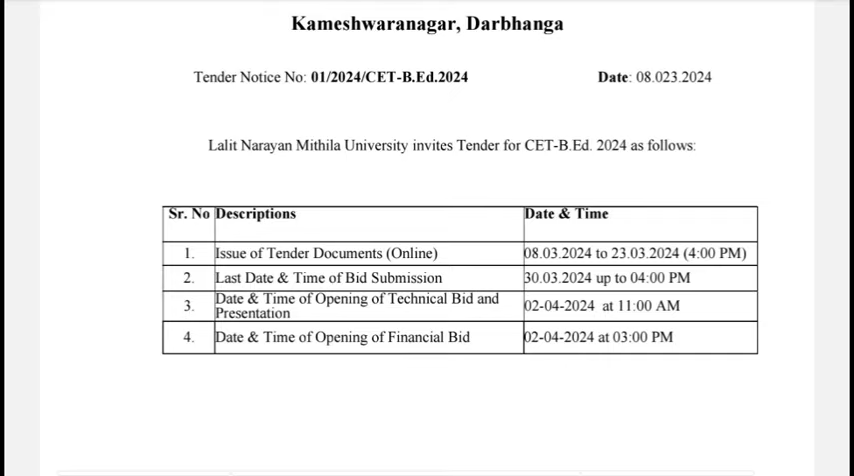 Kameshwaranagar, Darbhanga
Tender Notice No: 01/2024/CET-B.Ed.2024 Date: 08.023.2024
Lalit Narayan Mithila University invites Tender for CET-B.Ed. 2024 as follows:
Sr. No Descriptions Date & Time
1. Issue of Tender Documents (Online) 08.03.2024 to 23.03.2024 (4:00 PM)
2. Last Date & Time of Bid Submission 30.03.2024 up to 04:00 PM
3. Date & Time of Opening of Technical Bid and Presentation 02-04-2024 at 11:00 AM
4. Date & Time of Opening of Financial Bid 02-04-2024 at 03:00 PM